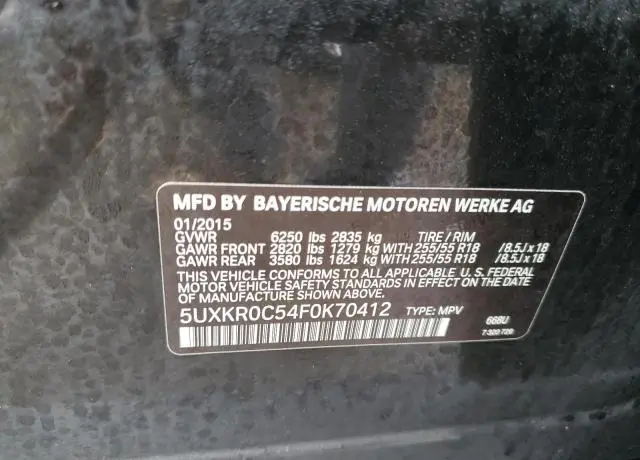 MFD BY BAYERISCHE MOTOREN WERKE AG
01/2015
GVWR 6250 lbs 2835 kg TIRE / RIM
GAWR FRONT 2820 lbs 1279 kg WITH 255/55 R18 /8.5J x 18
GAWR REAR 3580 lbs 1624 kg WITH 255/55 R18 /8.5J x 18
THIS VEHICLE CONFORMS TO ALL APPLICABLE U. S. FEDERAL
MOTOR VEHICLE SAFETY STANDARDS IN EFFECT ON THE DATE
OF MANUFACTURE SHOWN ABOVE.
5UXKR0C54F0K70412 TYPE: MPV
668U
7 320 729